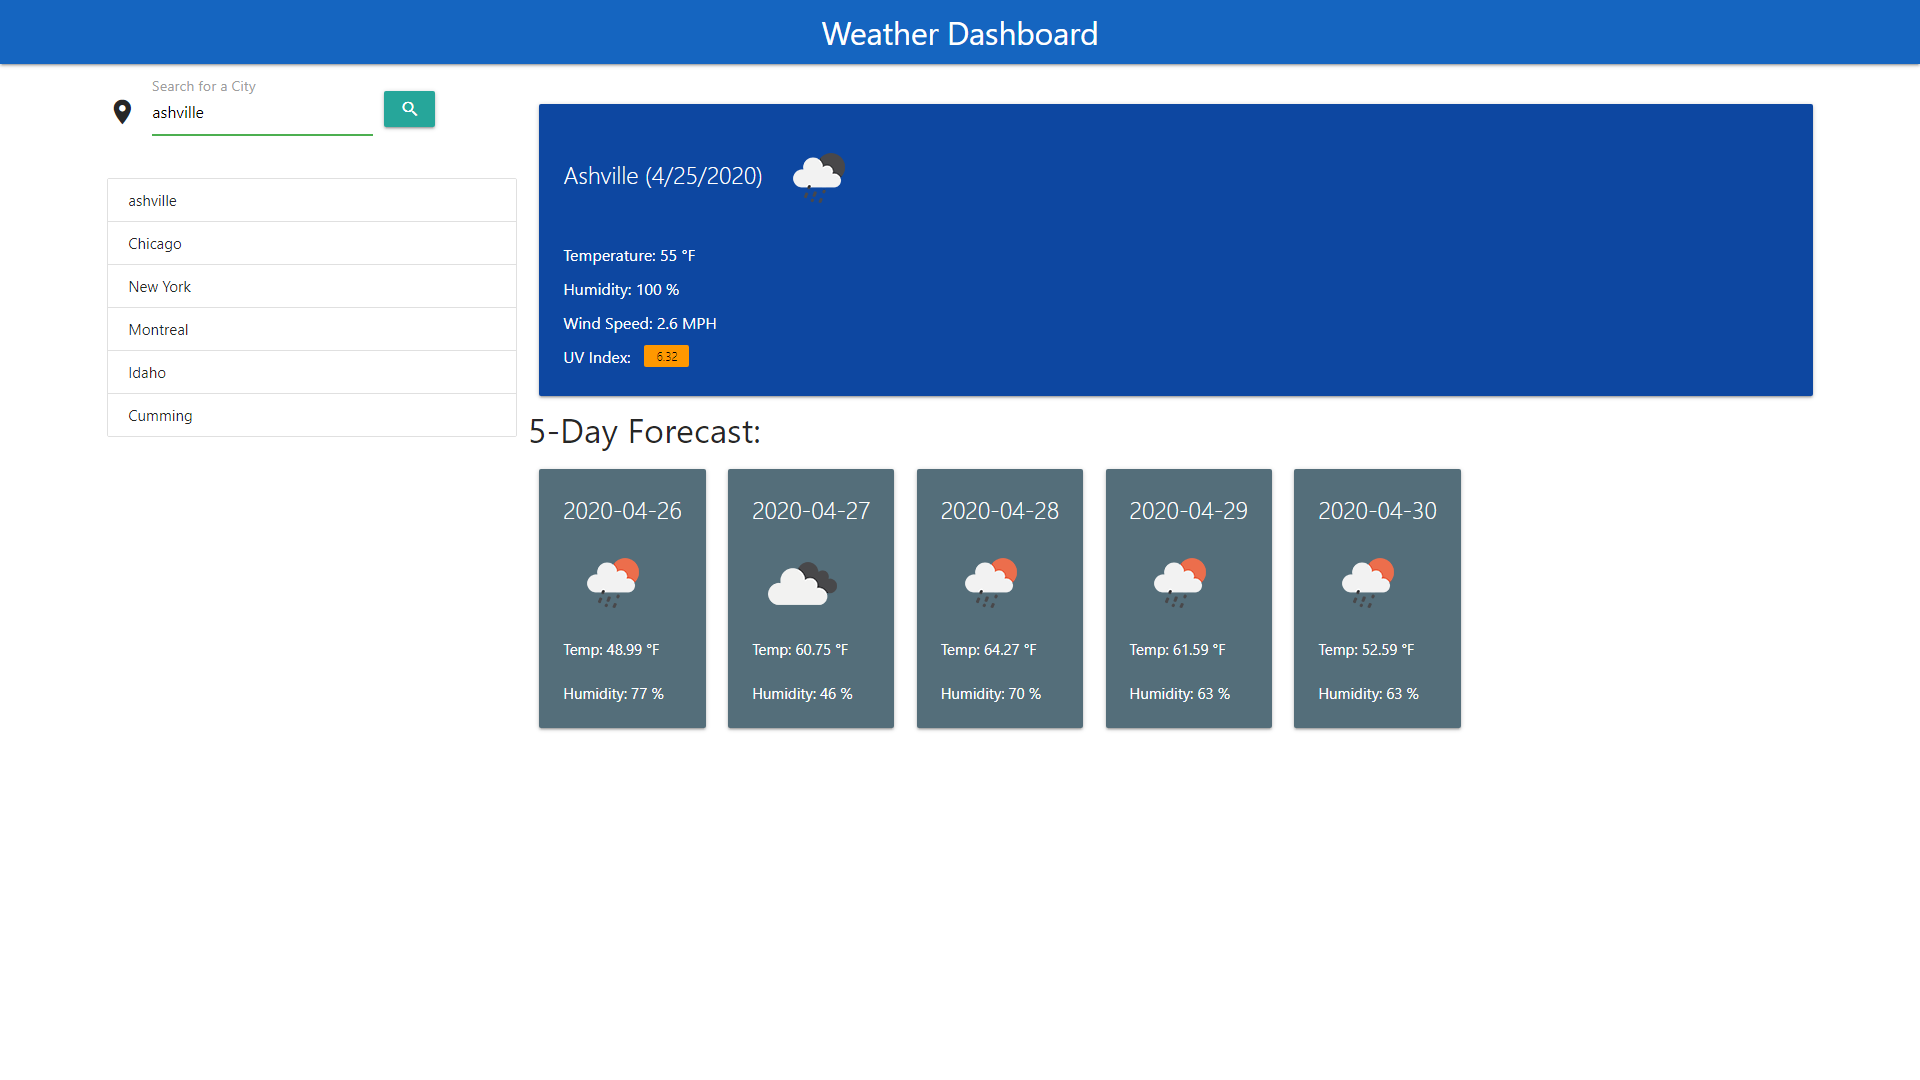 Weather Dashboard
Search for a City
ashville
ashville
Chicago
New York
Montreal
Idaho
Cumming
Ashville (4/25/2020)
Temperature: 55 °F
Humidity: 100 %
Wind Speed: 2.6 MPH
UV Index: 6.32
5-Day Forecast:
2020-04-26
Temp: 48.99 °F
Humidity: 77 %
2020-04-27
Temp: 60.75 °F
Humidity: 46 %
2020-04-28
Temp: 64.27 °F
Humidity: 70 %
2020-04-29
Temp: 61.59 °F
Humidity: 63 %
2020-04-30
Temp: 52.59 °F
Humidity: 63 %